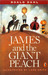 ROALD DAHL
JAMES AND THE
GIANT PEACH